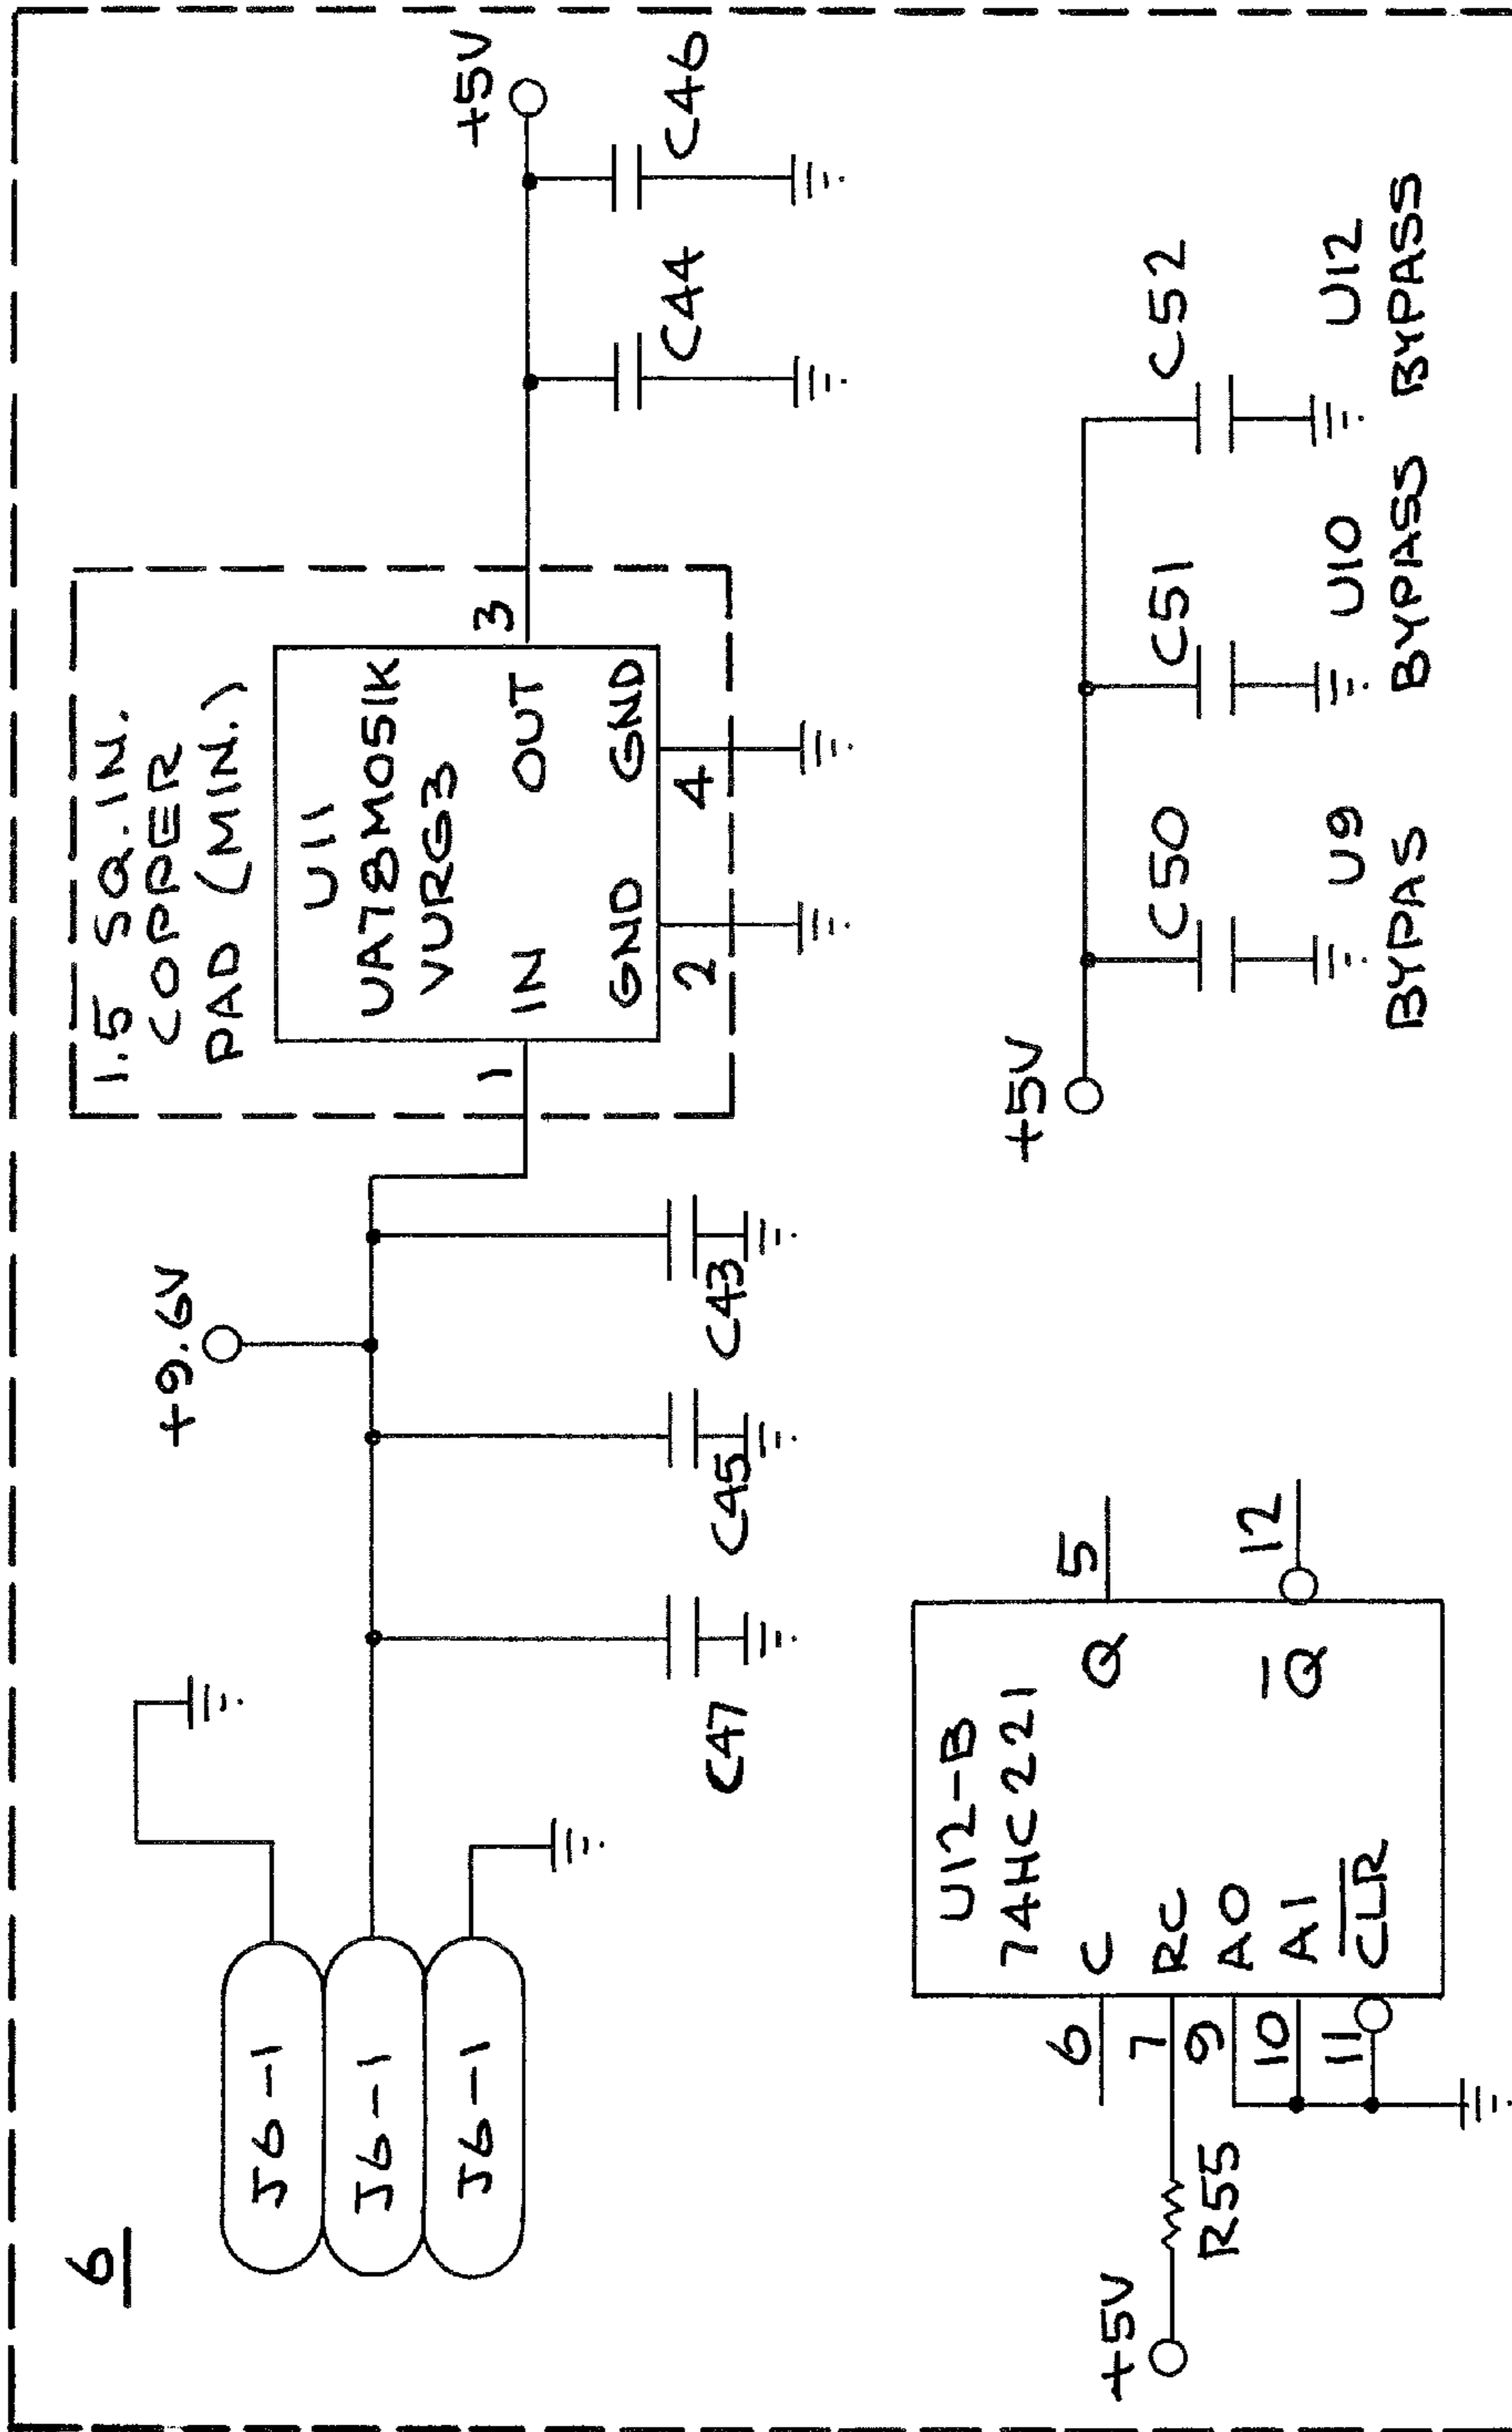 6
J6-1
J6-1
J6-1
+9.6V
C47
C45
C43
1.5 SQ. IN.
COPPER
PAD (MIN.)
U11
UA78M051K
VURG3
IN
OUT
GND
GND
1
3
2
4
+5V
C44
C46
+5V
R55
U12-B
74HC221
C
RC
A0
A1
CLR
Q
Q
6
7
9
10
11
5
12
+5V
C50
C51
C52
U9
BYPAS
U10
BYPASS
U12
BYPASS